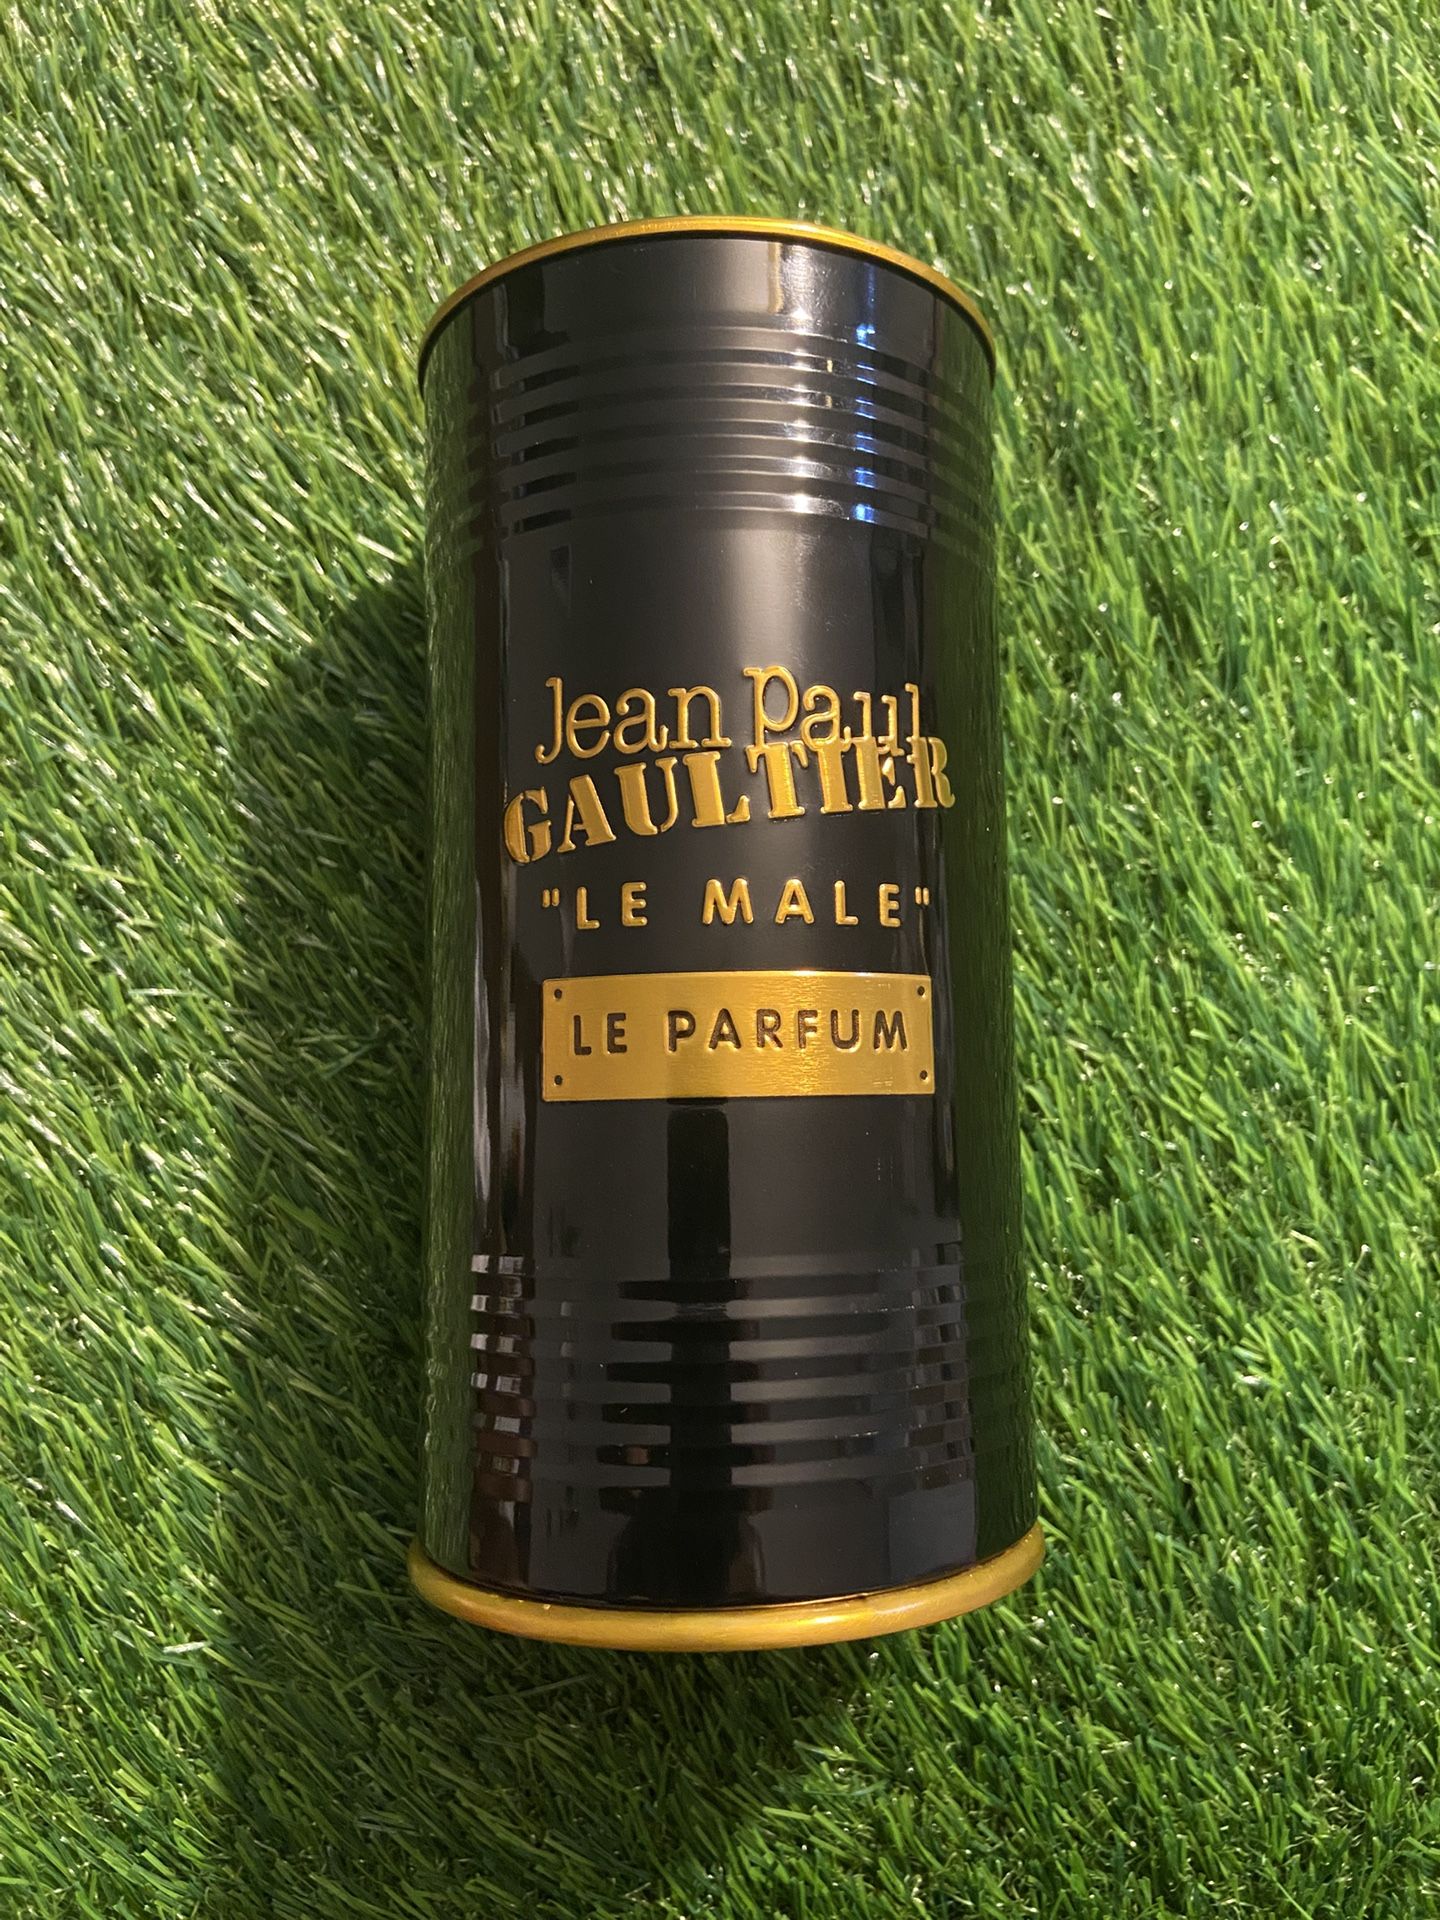 Jean Paul
GAULTIER
"LE MALE"
LE PARFUM